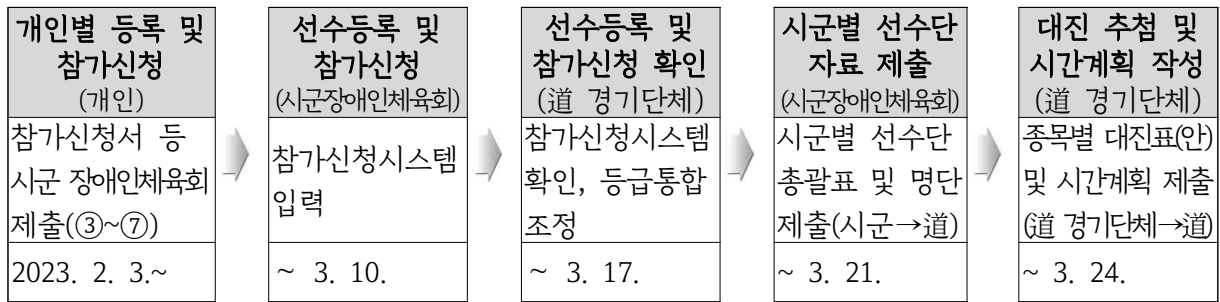 개인별 등록 및
참가신청
(개인)
참가신청서 등
시군 장애인체육회
제출(③~⑦)
2023. 2. 3.~
선수등록 및
참가신청
(시군장애인체육회)
참가신청시스템
입력
~ 3. 10.
선수등록 및
참가신청 확인
(道 경기단체)
참가신청시스템
확인, 등급통합
조정
~ 3. 17.
시군별 선수단
자료 제출
(시군장애인체육회)
시군별 선수단
총괄표 및 명단
제출(시군→道)
~ 3. 21.
대진 추첨 및
시간계획 작성
(道 경기단체)
종목별 대진표(안)
및 시간계획 제출
(道 경기단체→道)
~ 3. 24.